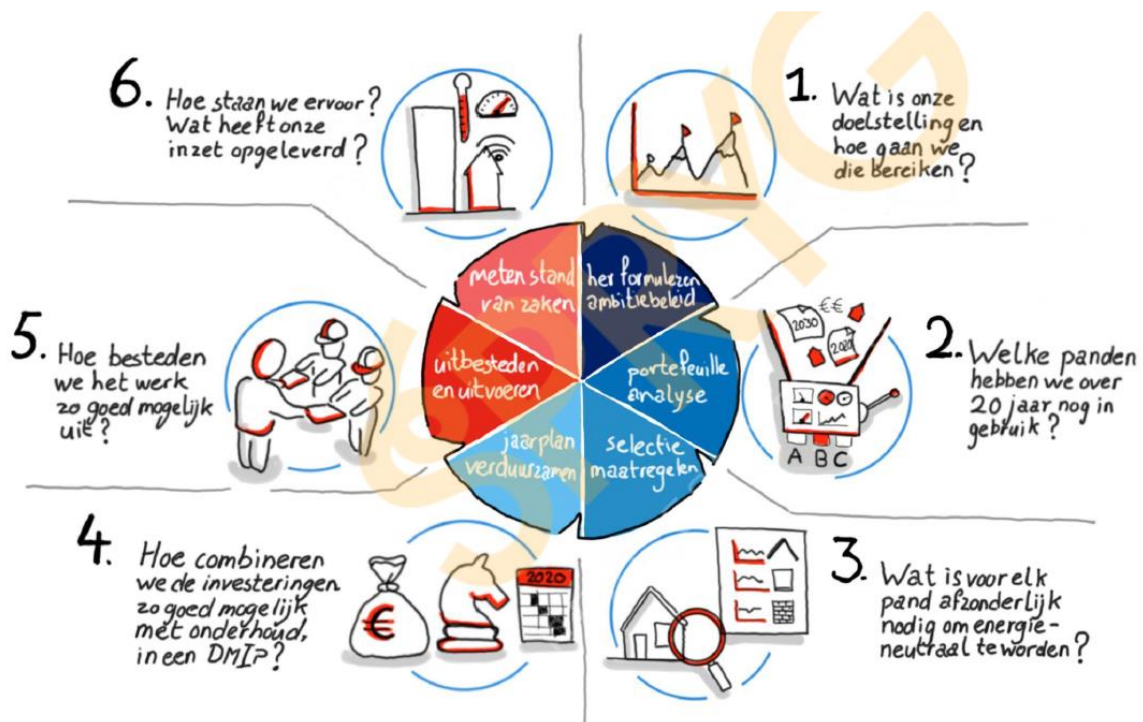 1. Wat is onze
doelstelling en
hoe gaan we
die bereiken?
2. Welke panden
hebben we over
20 jaar nog in
gebruik?
2030
€€
2020
A B C
3. Wat is voor elk
pand afzonderlijk
nodig om energie-
neutraal te worden?
4. Hoe combineren
we de investeringen
zo goed mogelijk
met onderhoud,
in een DMIP?
€
2020
5. Hoe besteden
we het werk
zo goed mogelijk
uit?
6. Hoe staan we ervoor?
Wat heeft onze
inzet opgeleverd?
her formuleren
ambitiebeleid
portefeuille
analyse
selectie
maatregelen
jaarplan
verduurzamen
uitbesteden
en uitvoeren
meten stand
van zaken